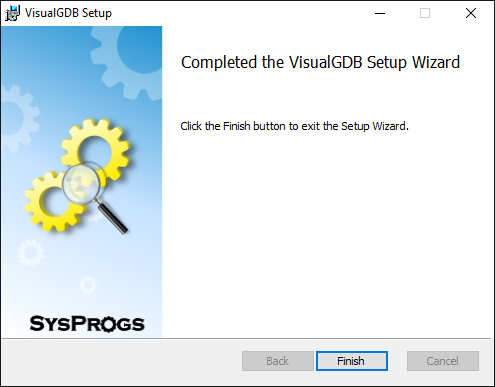 VisualGDB Setup
Completed the VisualGDB Setup Wizard
Click the Finish button to exit the Setup Wizard.
SYSPROGS
Back
Finish
Cancel